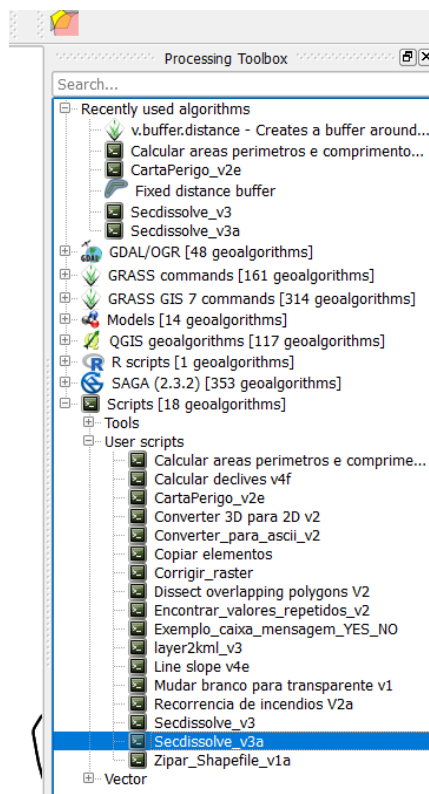 Processing Toolbox
Search...
Recently used algorithms
v.buffer.distance - Creates a buffer around...
Calcular areas perimetros e comprimento...
CartaPerigo_v2e
Fixed distance buffer
Secdissolve_v3
Secdissolve_v3a
GDAL/OGR [48 geoalgorithms]
GRASS commands [161 geoalgorithms]
GRASS GIS 7 commands [314 geoalgorithms]
Models [14 geoalgorithms]
QGIS geoalgorithms [117 geoalgorithms]
R scripts [1 geoalgorithms]
SAGA (2.3.2) [353 geoalgorithms]
Scripts [18 geoalgorithms]
Tools
User scripts
Calcular areas perimetros e comprime...
Calcular declives v4f
CartaPerigo_v2e
Converter 3D para 2D v2
Converter_para_ascii_v2
Copiar elementos
Corrigir_raster
Dissect overlapping polygons V2
Encontrar_valores_repetidos_v2
Exemplo_caixa_mensagem_YES_NO
layer2kml_v3
Line slope v4e
Mudar branco para transparente v1
Recorrencia de incendios V2a
Secdissolve_v3
Secdissolve_v3a
Zipar_Shapefile_v1a
Vector